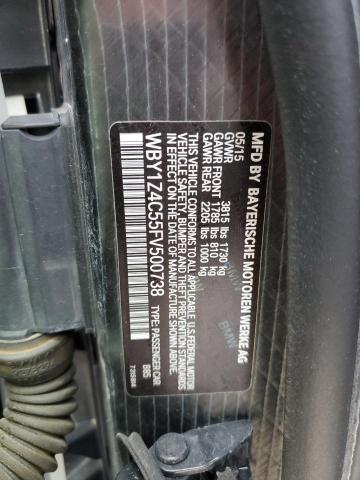 MFD BY BAYERISCHE MOTOREN WERKE AG
05/15
GVWR 3815 lbs 1730 kg
GAWR FRONT 1785 lbs 810 kg
GAWR REAR 2205 lbs 1000 kg
THIS VEHICLE CONFORMS TO ALL APPLICABLE U.S. FEDERAL MOTOR
VEHICLE SAFETY, BUMPER AND THEFT PREVENTION STANDARDS
IN EFFECT ON THE DATE OF MANUFACTURE SHOWN ABOVE.
WBY1Z4C55FV500738 TYPE: PASSENGER CAR
B85